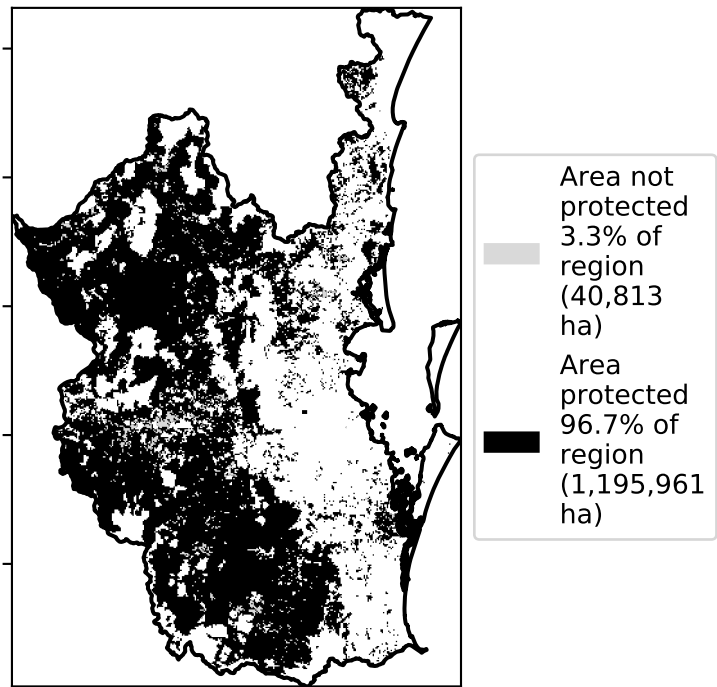 Area not
protected
3.3% of
region
(40,813
ha)
Area
protected
96.7% of
region
(1,195,961
ha)